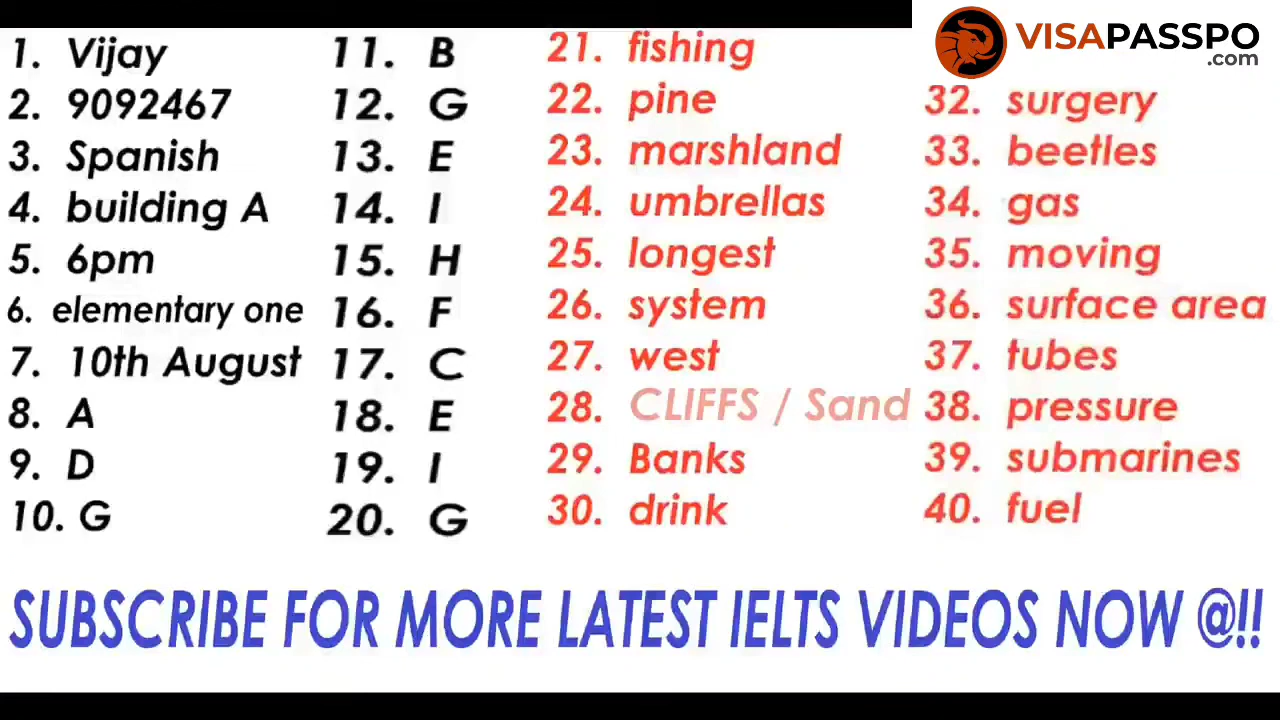 VISAPASSPO
.com
1. Vijay
2. 9092467
3. Spanish
4. building A
5. 6pm
6. elementary one
7. 10th August
8. A
9. D
10. G
11. B
12. G
13. E
14. I
15. H
16. F
17. C
18. E
19. I
20. G
21. fishing
22. pine
23. marshland
24. umbrellas
25. longest
26. system
27. west
28. CLIFFS / Sand
29. Banks
30. drink
32. surgery
33. beetles
34. gas
35. moving
36. surface area
37. tubes
38. pressure
39. submarines
40. fuel
SUBSCRIBE FOR MORE LATEST IELTS VIDEOS NOW @!!